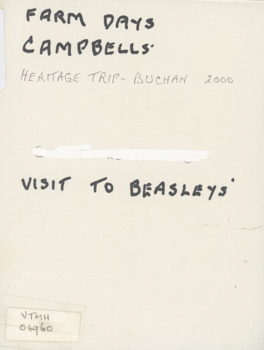 FARM DAYS
CAMPBELLS'
HERITAGE TRIP - BUCHAN 2000
VISIT TO BEASLEYS'
VTMH
04960